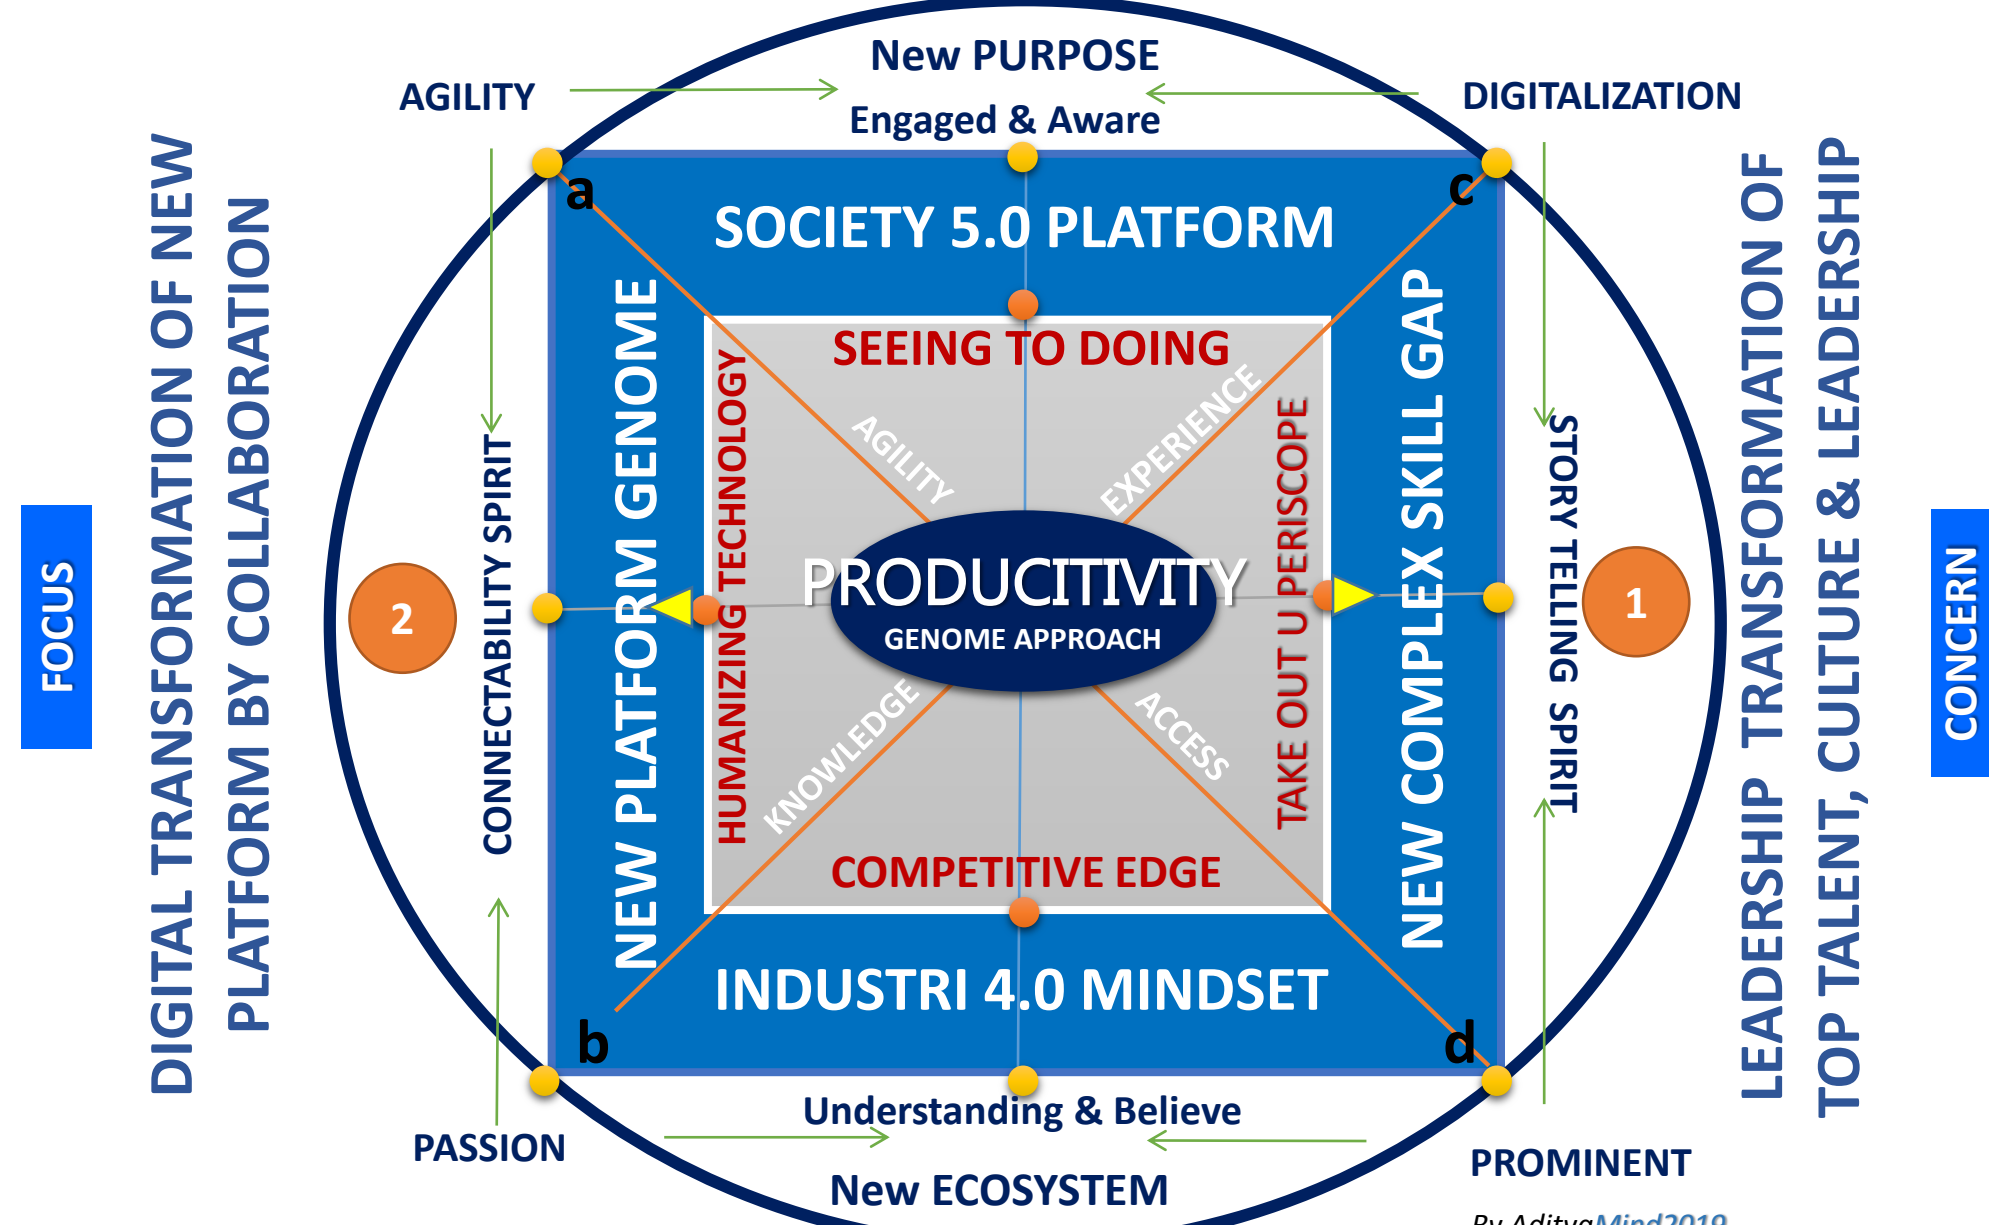 New PURPOSE
Engaged & Aware
AGILITY
DIGITALIZATION
FOCUS
DIGITAL TRANSFORMATION OF NEW
PLATFORM BY COLLABORATION
2
CONNECTABILITY SPIRIT
a
c
SOCIETY 5.0 PLATFORM
NEW PLATFORM GENOME
HUMANIZING TECHNOLOGY
SEEING TO DOING
AGILITY
EXPERIENCE
PRODUCITIVITY
GENOME APPROACH
KNOWLEDGE
ACCESS
TAKE OUT U PERISCOPE
COMPETITIVE EDGE
NEW COMPLEX SKILL GAP
INDUSTRI 4.0 MINDSET
b
d
STORY TELLING SPIRIT
1
LEADERSHIP TRANSFORMATION OF
TOP TALENT, CULTURE & LEADERSHIP
CONCERN
Understanding & Believe
PASSION
PROMINENT
New ECOSYSTEM
By AdityaMind2019